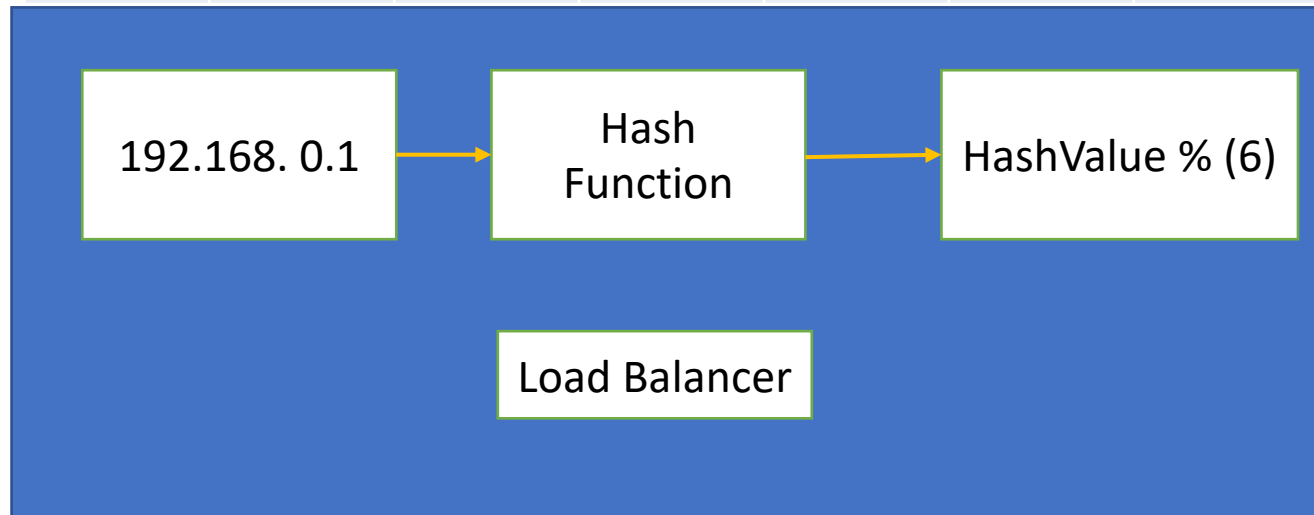 192.168. 0.1
Hash
Function
HashValue % (6)
Load Balancer